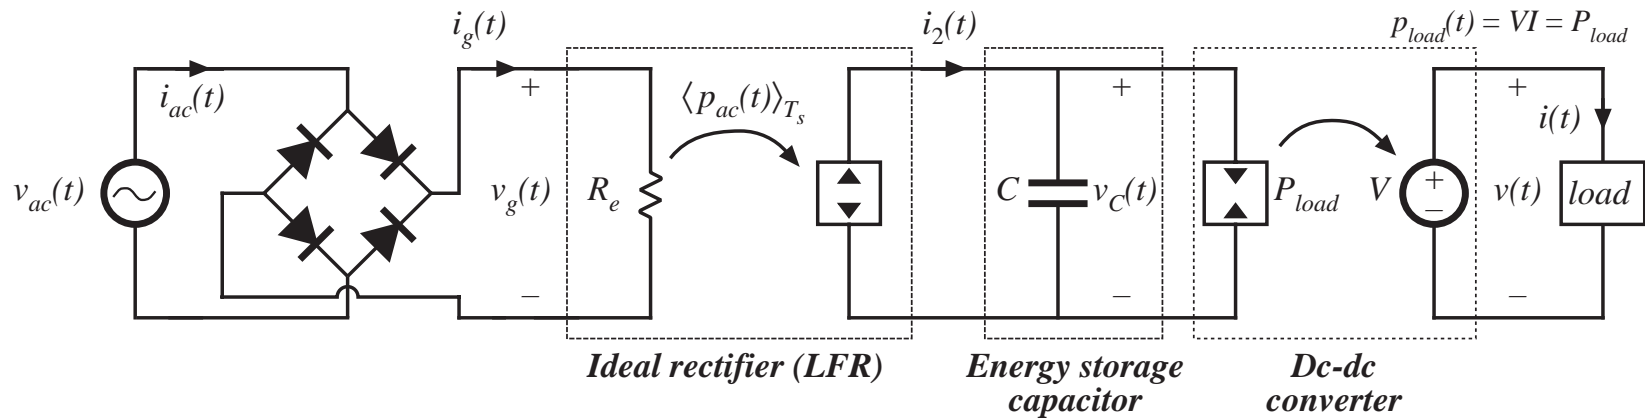 p_load(t) = VI = P_load
i_g(t)
i_2(t)
i_ac(t)
+
⟨p_ac(t)⟩_T_s
+
+
i(t)
v_ac(t)
v_g(t)
R_e
C
v_C(t)
P_load
V
+
–
v(t)
load
–
–
–
Ideal rectifier (LFR)
Energy storage
capacitor
Dc-dc
converter